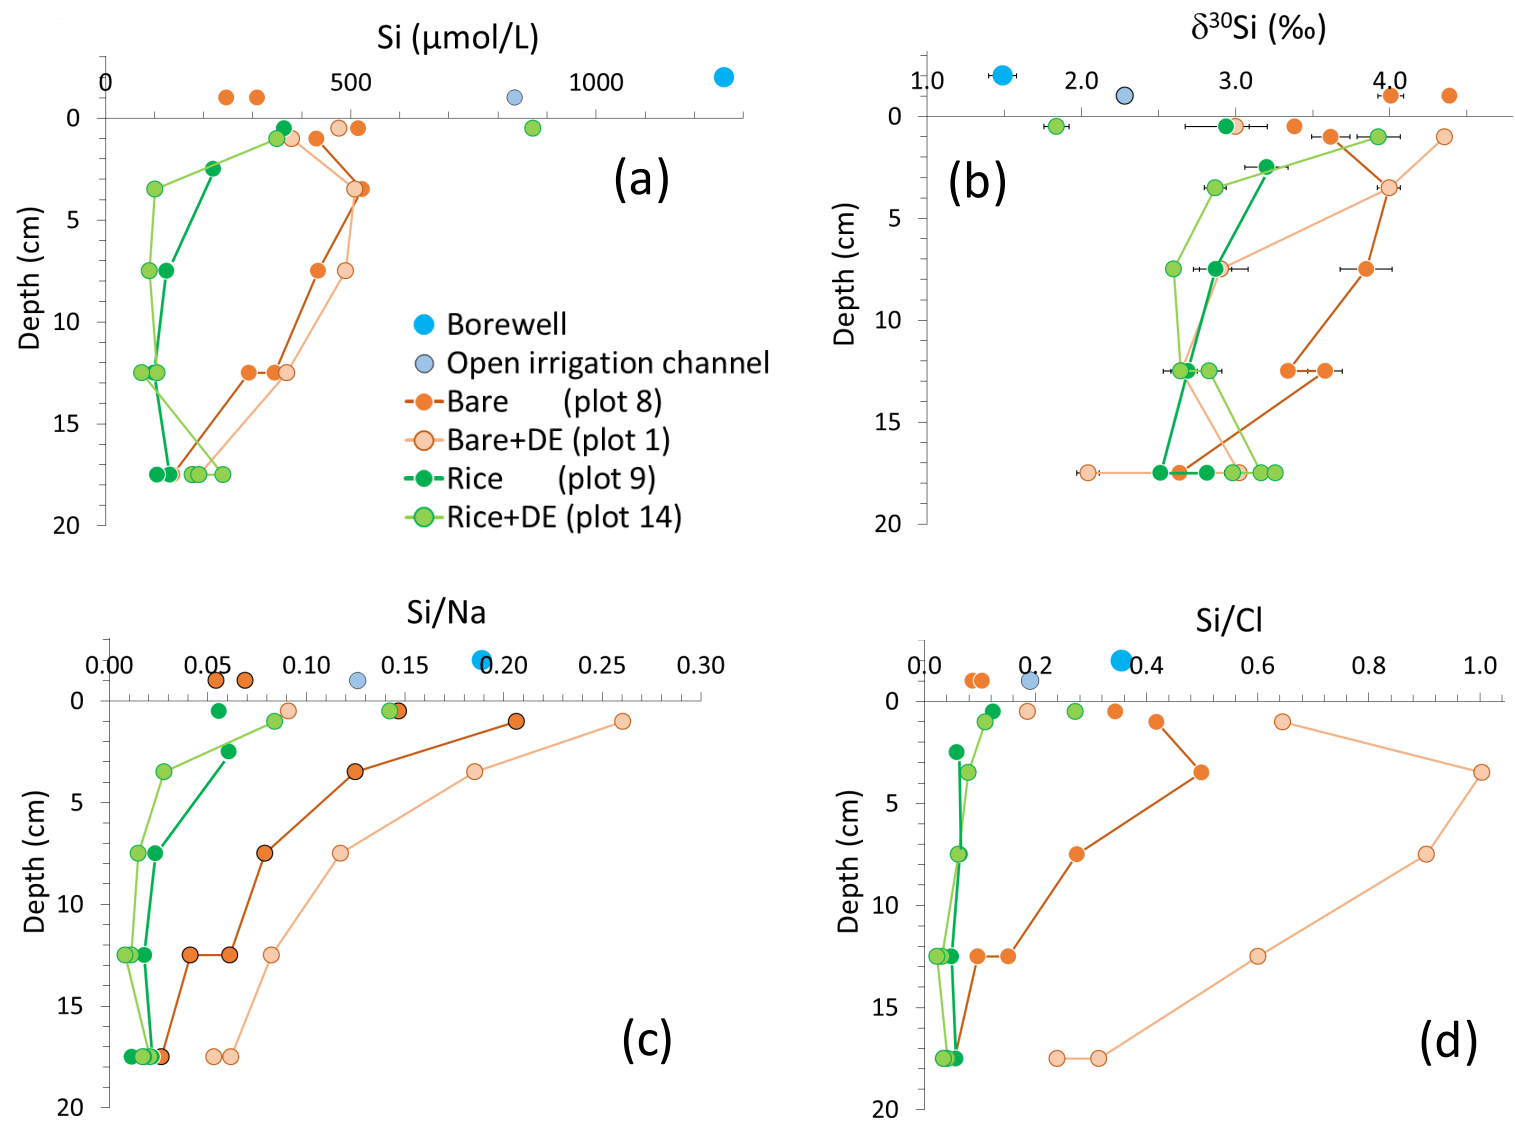 Si (µmol/L)
0 500 1000
0
5
10
15
20
Depth (cm)
(a)
Borewell
Open irrigation channel
Bare (plot 8)
Bare+DE (plot 1)
Rice (plot 9)
Rice+DE (plot 14)
δ³⁰Si (‰)
1.0 2.0 3.0 4.0
0
5
10
15
20
Depth (cm)
(b)
Si/Na
0.00 0.05 0.10 0.15 0.20 0.25 0.30
0
5
10
15
20
Depth (cm)
(c)
Si/Cl
0.0 0.2 0.4 0.6 0.8 1.0
0
5
10
15
20
Depth (cm)
(d)